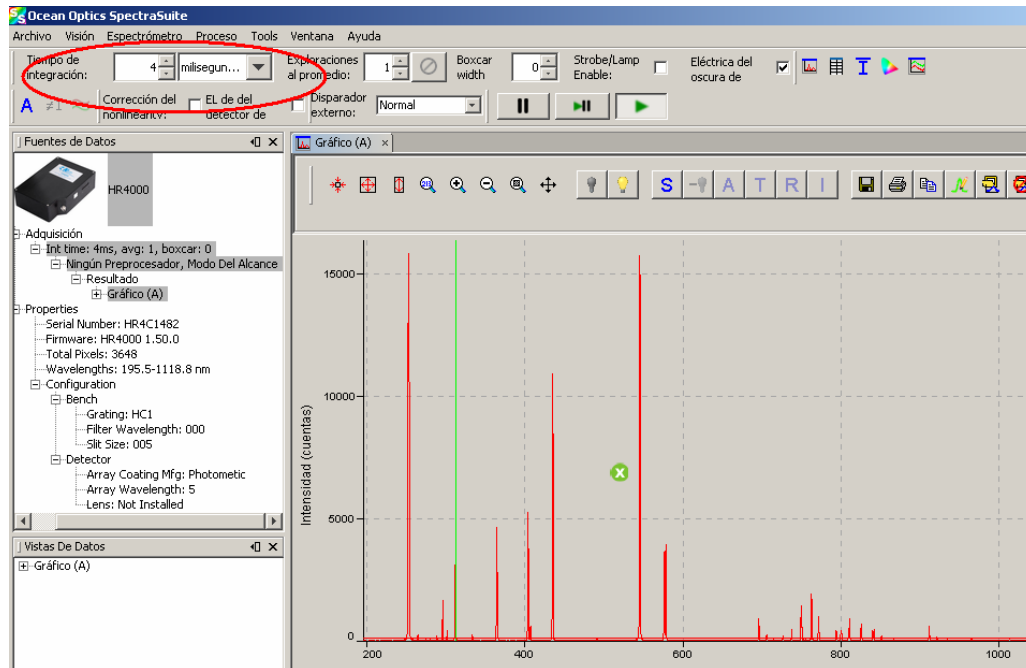 Ocean Optics SpectraSuite
Archivo Visión Espectrómetro Proceso Tools Ventana Ayuda
Tiempo de integración: 4 milisegun... Exploraciones al promedio: 1 Boxcar width 0 Strobe/Lamp Enable: Eléctrica del oscura de
A ≠1 Corrección del nonlinearity: EL de del detector de Disparador externo: Normal
Fuentes de Datos
Gráfico (A)
HR4000
S A T R I
Adquisición
Int time: 4ms, avg: 1, boxcar: 0
Ningún Preprocesador, Modo Del Alcance
Resultado
Gráfico (A)
Properties
Serial Number: HR4C1482
Firmware: HR4000 1.50.0
Total Pixels: 3648
Wavelengths: 195.5-1118.8 nm
Configuration
Bench
Grating: HC1
Filter Wavelength: 000
Slit Size: 005
Detector
Array Coating Mfg: Photometic
Array Wavelength: 5
Lens: Not Installed
Vistas De Datos
Gráfico (A)
Intensidad (cuentas)
15000
10000
5000
0
200 400 600 800 1000